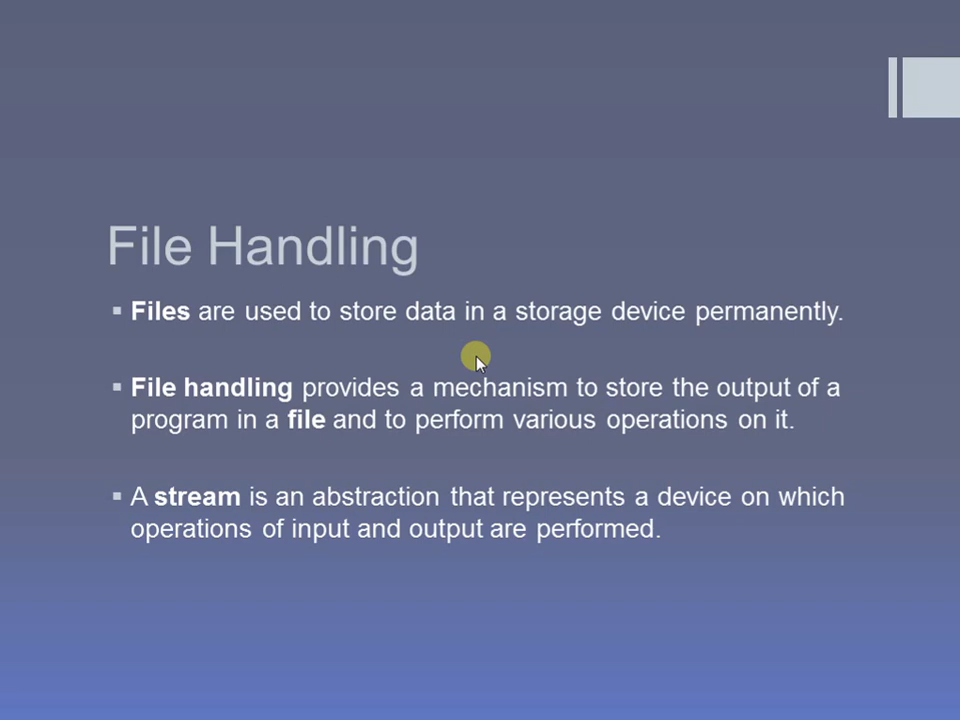 File Handling
Files are used to store data in a storage device permanently.
File handling provides a mechanism to store the output of a
program in a file and to perform various operations on it.
A stream is an abstraction that represents a device on which
operations of input and output are performed.